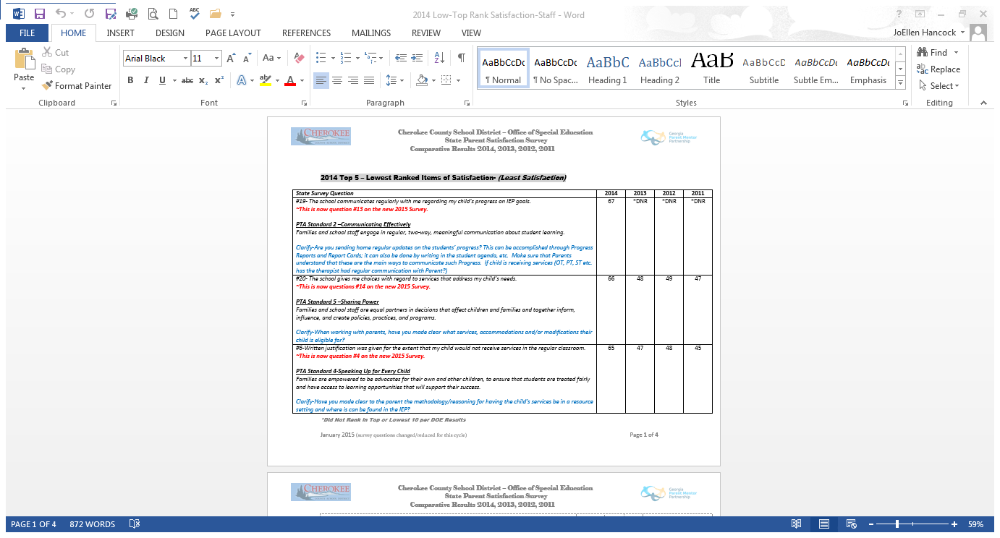 2014 Low-Top Rank Satisfaction-Staff - Word
FILE HOME INSERT DESIGN PAGE LAYOUT REFERENCES MAILINGS REVIEW VIEW
JoEllen Hancock
Paste
Cut
Copy
Format Painter
Clipboard
Arial Black 11
Font
Paragraph
AaBbCcDc AaBbCcDc AaBbC AaBbCcI AaB AaBbCcD AaBbCcDc AaBbCcDc
¶ Normal ¶ No Spac... Heading 1 Heading 2 Title Subtitle Subtle Em... Emphasis
Styles
Find
Replace
Select
Editing
CHEROKEE
Cherokee County School District – Office of Special Education
State Parent Satisfaction Survey
Comparative Results 2014, 2013, 2012, 2011
Georgia
Parent Mentor
Partnership
2014 Top 5 – Lowest Ranked Items of Satisfaction- (Least Satisfaction)
State Survey Question 2014 2013 2012 2011
#19- The school communicates regularly with me regarding my child's progress on IEP goals. 67 *DNR *DNR *DNR
~This is now question #13 on the new 2015 Survey.
PTA Standard 2 –Communicating Effectively
Families and school staff engage in regular, two-way, meaningful communication about student learning.
Clarify-Are you sending home regular updates on the students' progress? This can be accomplished through Progress
Reports and Report Cards; it can also be done by writing in the student agenda, etc. Make sure that Parents
understand that these are the main ways to communicate such Progress. If child is receiving services (OT, PT, ST etc.
has the therapist had regular communication with Parent?)
#20- The school gives me choices with regard to services that address my child's needs. 66 48 49 47
~This is now questions #14 on the new 2015 Survey.
PTA Standard 5 –Sharing Power
Families and school staff are equal partners in decisions that affect children and families and together inform,
influence, and create policies, practices, and programs.
Clarify-When working with parents, have you made clear what services, accommodations and/or modifications their
child is eligible for?
#6-Written justification was given for the extent that my child would not receive services in the regular classroom. 65 47 48 45
~This is now question #4 on the new 2015 Survey.
PTA Standard 4-Speaking Up for Every Child
Families are empowered to be advocates for their own and other children, to ensure that students are treated fairly
and have access to learning opportunities that will support their success.
Clarify-Have you made clear to the parent the methodology/reasoning for having the child's services be in a resource
setting and where is can be found in the IEP?
*Did Not Rank in Top or Lowest 10 per DOE Results
January 2015 (survey questions changed/reduced for this cycle) Page 1 of 4
CHEROKEE
Cherokee County School District – Office of Special Education
State Parent Satisfaction Survey
Comparative Results 2014, 2013, 2012, 2011
Georgia
Parent Mentor
Partnership
PAGE 1 OF 4 872 WORDS 59%